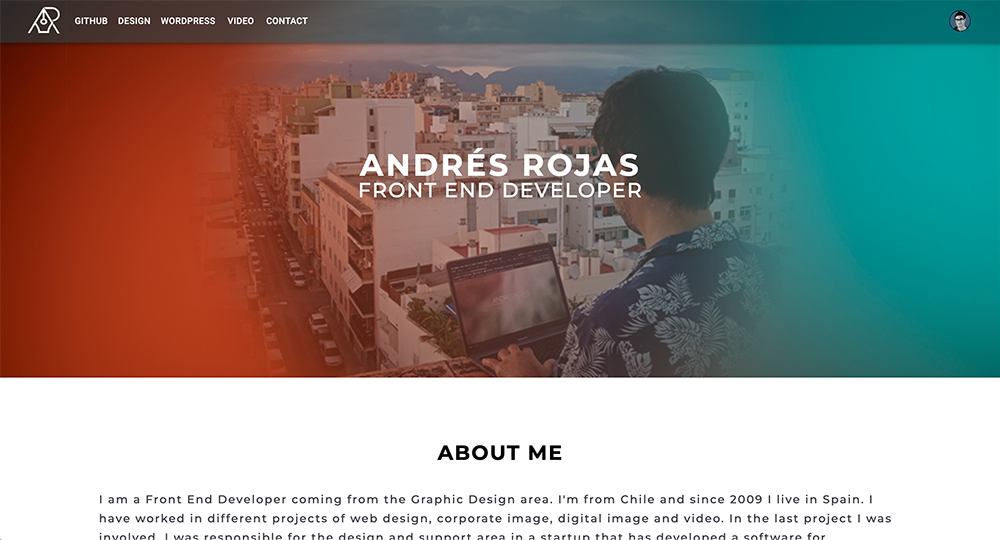 AR
GITHUB DESIGN WORDPRESS VIDEO CONTACT
ANDRÉS ROJAS
FRONT END DEVELOPER
ABOUT ME
I am a Front End Developer coming from the Graphic Design area. I'm from Chile and since 2009 I live in Spain. I
have worked in different projects of web design, corporate image, digital image and video. In the last project I was
involved, I was responsible for the design and support area in a startup that has developed a software for